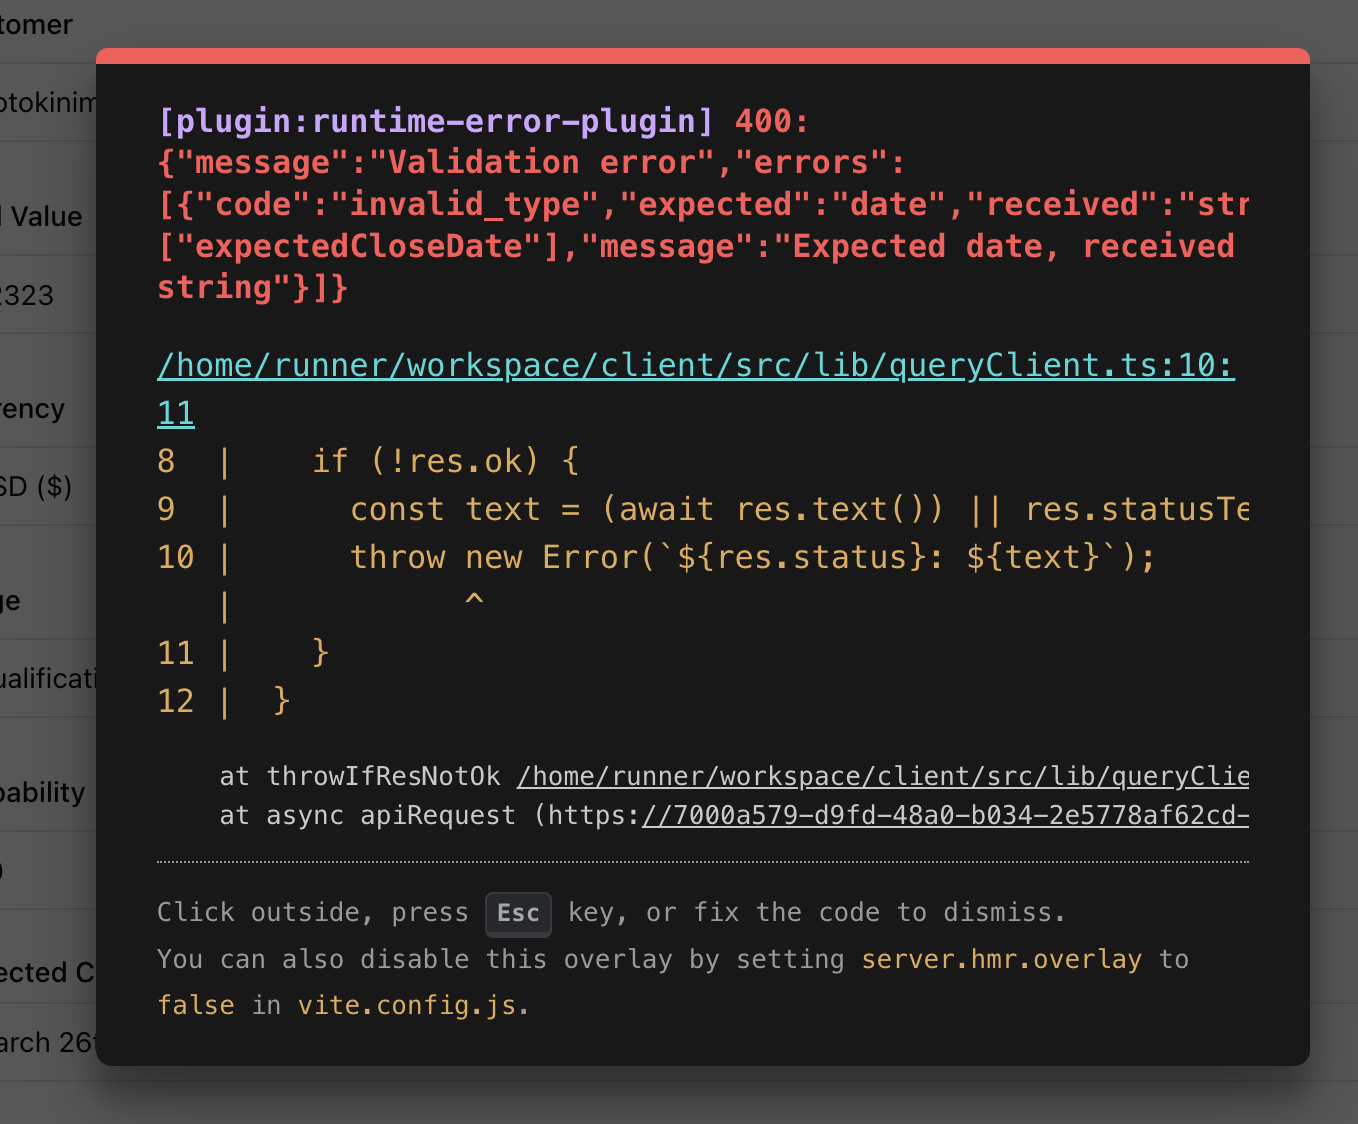 tomer
otokinim
l Value
2323
rency
SD ($)
ge
ualificati
bability
ected C
arch 26t
[plugin:runtime-error-plugin] 400:
{"message":"Validation error","errors":
[{"code":"invalid_type","expected":"date","received":"str
["expectedCloseDate"],"message":"Expected date, received
string"}]}
/home/runner/workspace/client/src/lib/queryClient.ts:10:
11
8  |    if (!res.ok) {
9  |      const text = (await res.text()) || res.statusTe
10 |      throw new Error(`${res.status}: ${text}`);
   |            ^
11 |    }
12 |  }
at throwIfResNotOk /home/runner/workspace/client/src/lib/queryClie
at async apiRequest (https://7000a579-d9fd-48a0-b034-2e5778af62cd-
Click outside, press Esc key, or fix the code to dismiss.
You can also disable this overlay by setting server.hmr.overlay to
false in vite.config.js.